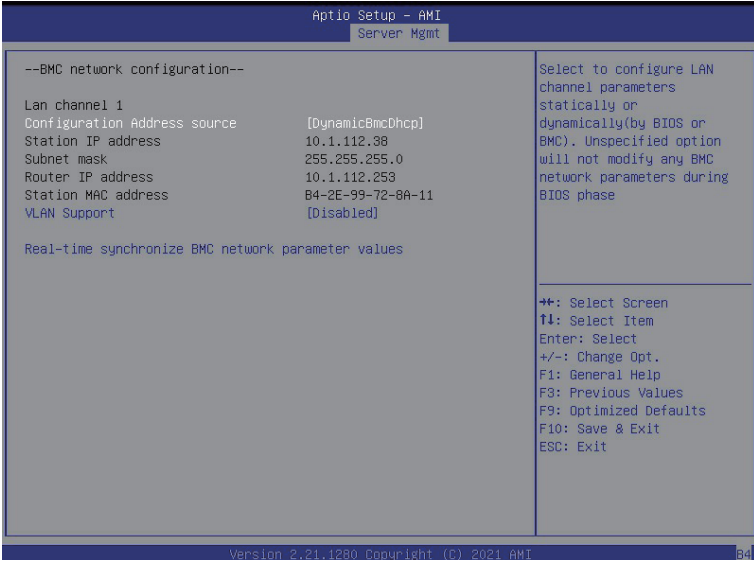 Aptio Setup – AMI
Server Mgmt
--BMC network configuration--
Lan channel 1
Configuration Address source [DynamicBmcDhcp]
Station IP address 10.1.112.38
Subnet mask 255.255.255.0
Router IP address 10.1.112.253
Station MAC address B4-2E-99-72-8A-11
VLAN Support [Disabled]
Real-time synchronize BMC network parameter values
Select to configure LAN
channel parameters
statically or
dynamically(by BIOS or
BMC). Unspecified option
will not modify any BMC
network parameters during
BIOS phase
→←: Select Screen
↑↓: Select Item
Enter: Select
+/-: Change Opt.
F1: General Help
F3: Previous Values
F9: Optimized Defaults
F10: Save & Exit
ESC: Exit
Version 2.21.1280 Copyright (C) 2021 AMI
B4